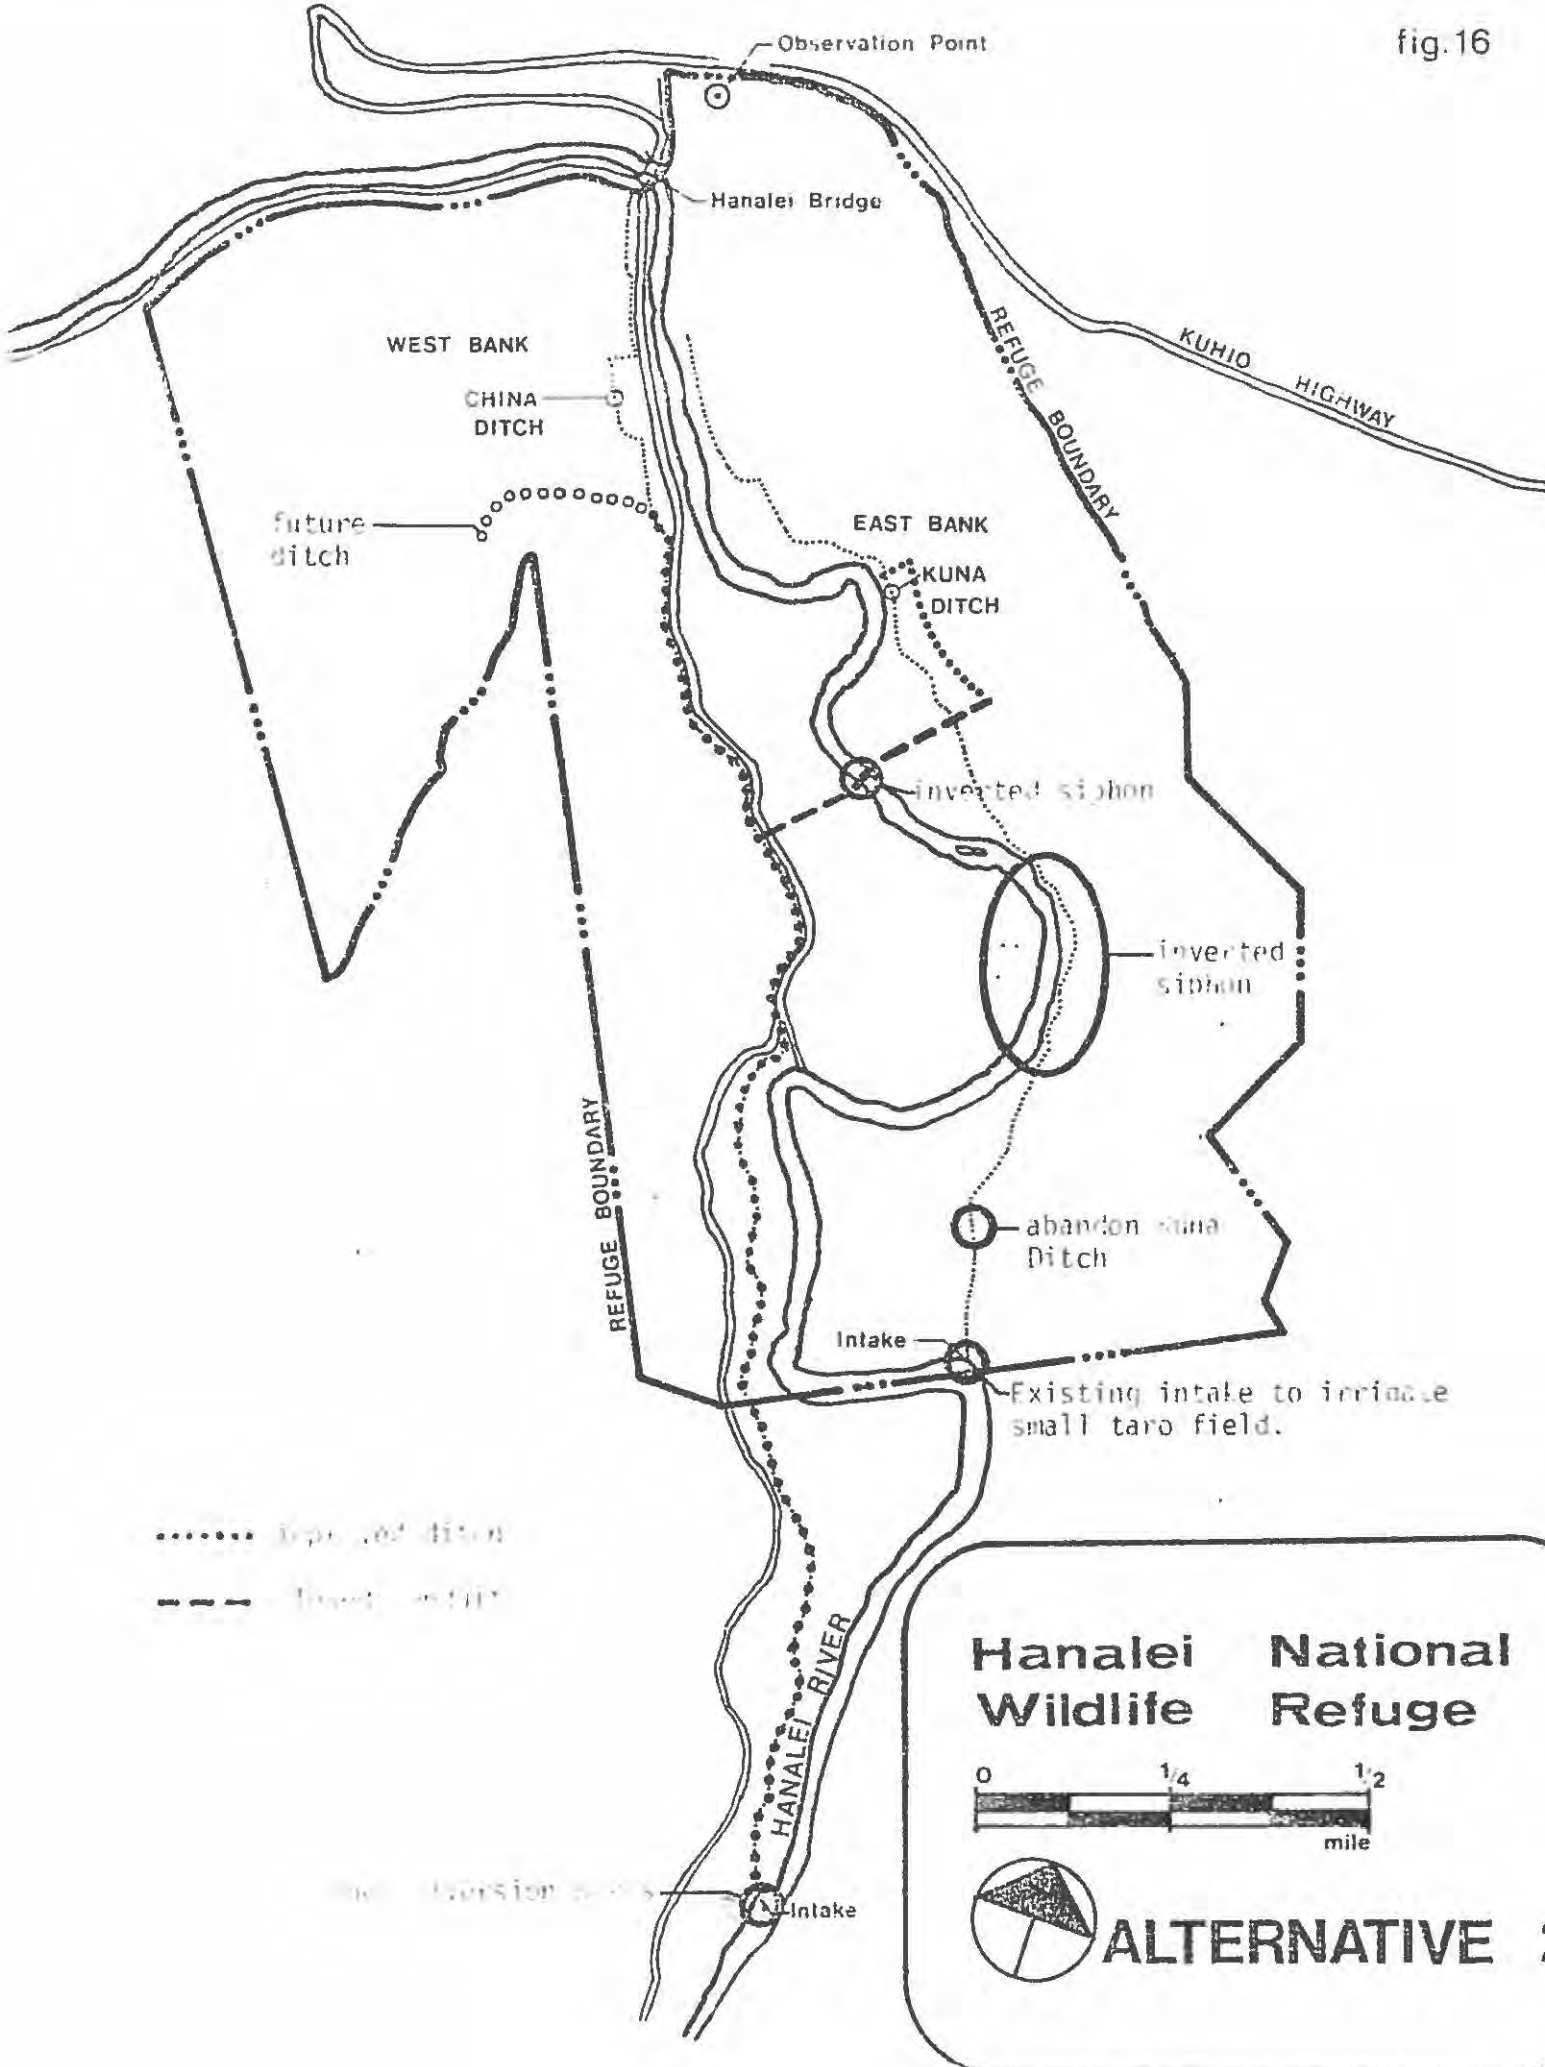 fig.16
Observation Point
Hanalei Bridge
WEST BANK
CHINA
DITCH
future
ditch
REFUGE BOUNDARY
KUHIO HIGHWAY
EAST BANK
KUNA
DITCH
inverted siphon
inverted
siphon
REFUGE BOUNDARY
abandon
Ditch
Intake
Existing intake to irrigate
small taro field.
ditch
HANALEI RIVER
Intake
Hanalei National
Wildlife Refuge
0 1/4 1/2
mile
ALTERNATIVE